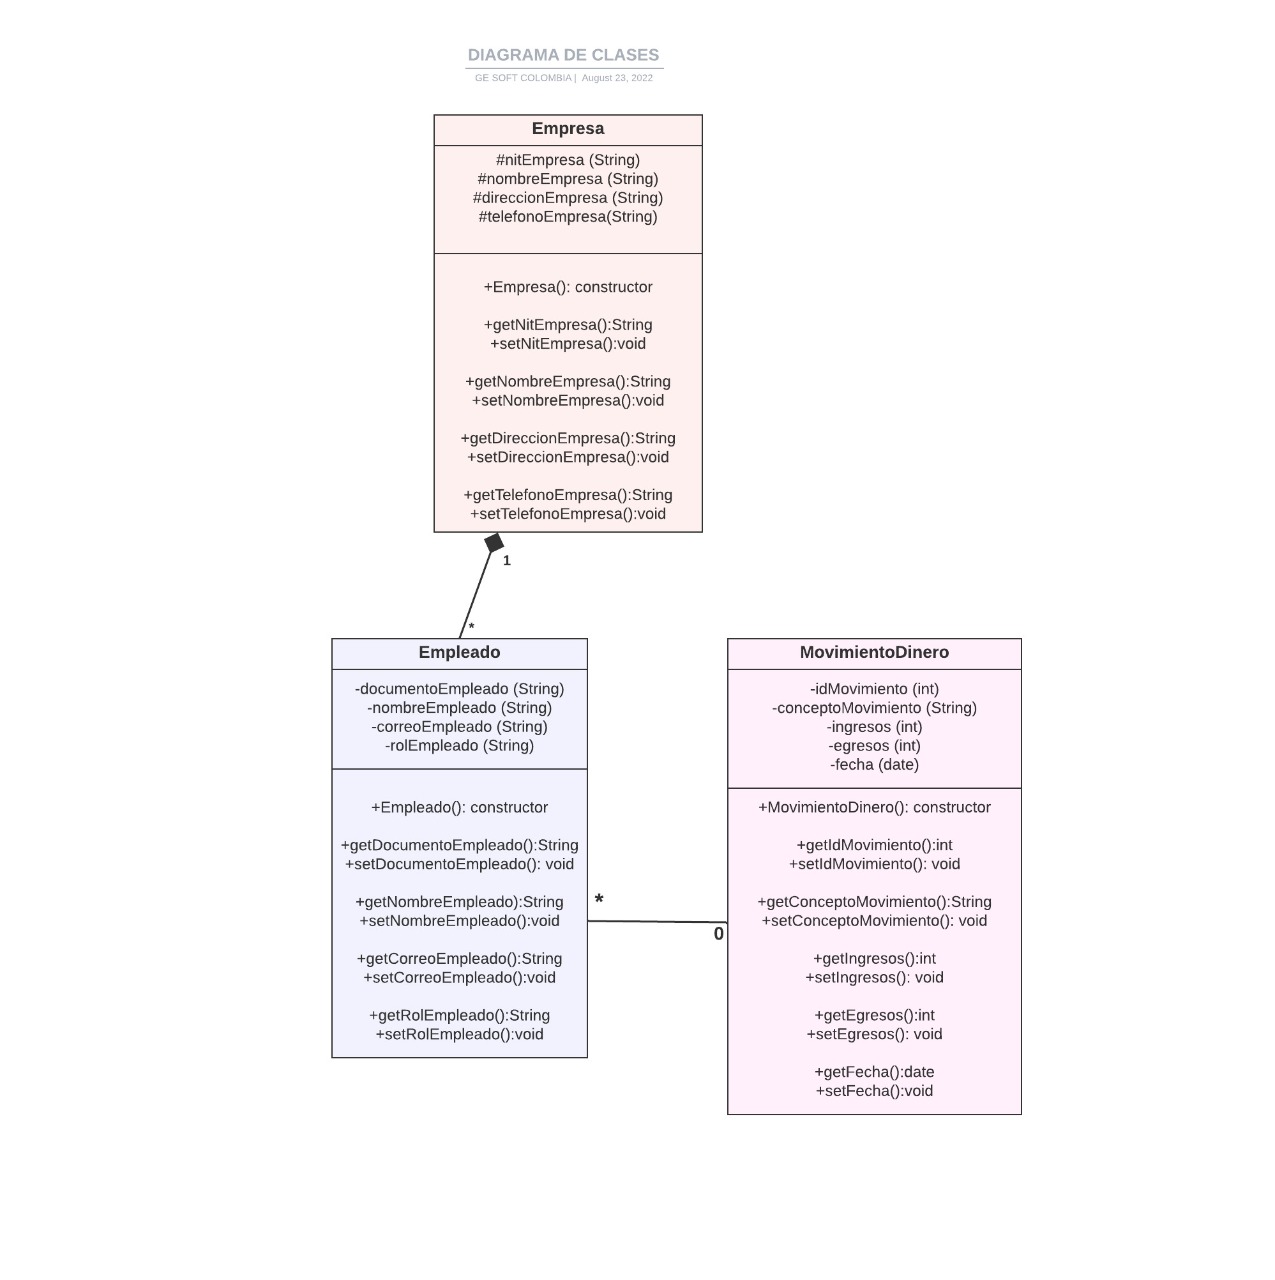 DIAGRAMA DE CLASES
GE SOFT COLOMBIA | August 23, 2022
Empresa
#nitEmpresa (String)
#nombreEmpresa (String)
#direccionEmpresa (String)
#telefonoEmpresa(String)
+Empresa(): constructor
+getNitEmpresa():String
+setNitEmpresa():void
+getNombreEmpresa():String
+setNombreEmpresa():void
+getDireccionEmpresa():String
+setDireccionEmpresa():void
+getTelefonoEmpresa():String
+setTelefonoEmpresa():void
1
*
Empleado
-documentoEmpleado (String)
-nombreEmpleado (String)
-correoEmpleado (String)
-rolEmpleado (String)
+Empleado(): constructor
+getDocumentoEmpleado():String
+setDocumentoEmpleado(): void
+getNombreEmpleado):String
+setNombreEmpleado():void
+getCorreoEmpleado():String
+setCorreoEmpleado():void
+getRolEmpleado():String
+setRolEmpleado():void
*
0
MovimientoDinero
-idMovimiento (int)
-conceptoMovimiento (String)
-ingresos (int)
-egresos (int)
-fecha (date)
+MovimientoDinero(): constructor
+getIdMovimiento():int
+setIdMovimiento(): void
+getConceptoMovimiento():String
+setConceptoMovimiento(): void
+getIngresos():int
+setIngresos(): void
+getEgresos():int
+setEgresos(): void
+getFecha():date
+setFecha():void